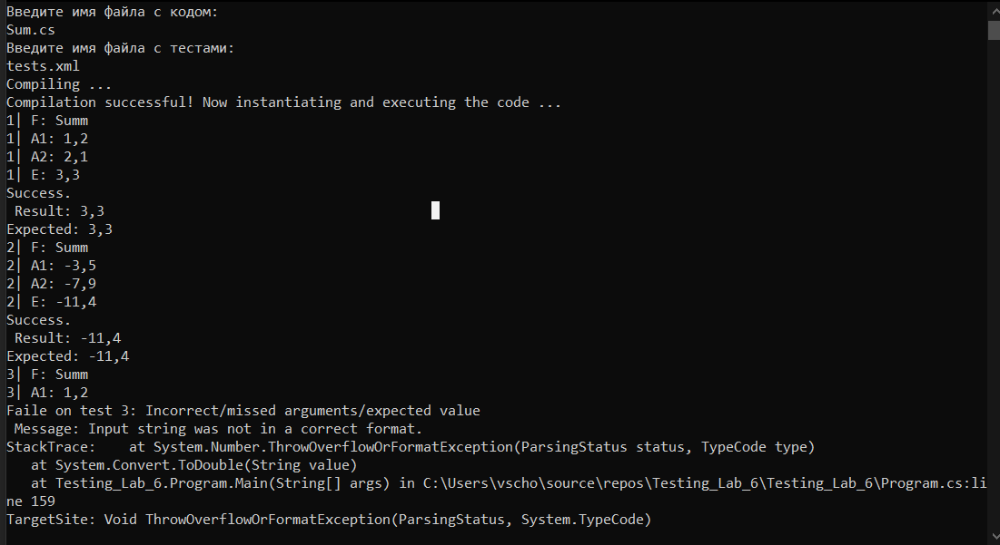 Введите имя файла с кодом:
Sum.cs
Введите имя файла с тестами:
tests.xml
Compiling ...
Compilation successful! Now instantiating and executing the code ...
1| F: Summ
1| A1: 1,2
1| A2: 2,1
1| E: 3,3
Success.
 Result: 3,3
Expected: 3,3
2| F: Summ
2| A1: -3,5
2| A2: -7,9
2| E: -11,4
Success.
 Result: -11,4
Expected: -11,4
3| F: Summ
3| A1: 1,2
Faile on test 3: Incorrect/missed arguments/expected value
 Message: Input string was not in a correct format.
StackTrace:    at System.Number.ThrowOverflowOrFormatException(ParsingStatus status, TypeCode type)
   at System.Convert.ToDouble(String value)
   at Testing_Lab_6.Program.Main(String[] args) in C:\Users\vscho\source\repos\Testing_Lab_6\Testing_Lab_6\Program.cs:li
ne 159
TargetSite: Void ThrowOverflowOrFormatException(ParsingStatus, System.TypeCode)